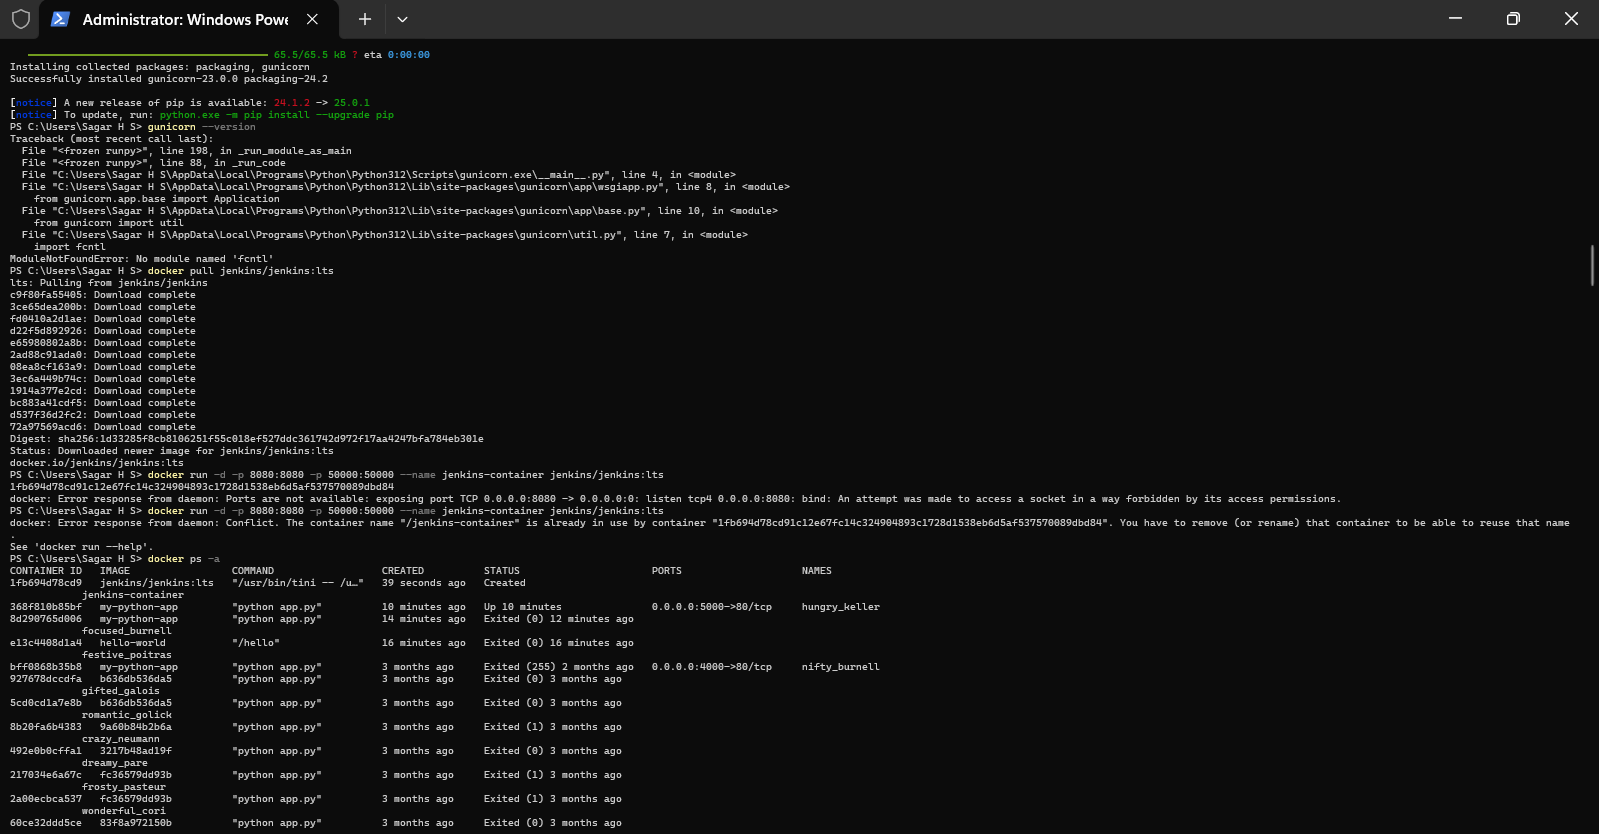 Administrator: Windows Powe
65.5/65.5 kB ? eta 0:00:00
Installing collected packages: packaging, gunicorn
Successfully installed gunicorn-23.0.0 packaging-24.2
[notice] A new release of pip is available: 24.1.2 -> 25.0.1
[notice] To update, run: python.exe -m pip install --upgrade pip
PS C:\Users\Sagar H S> gunicorn --version
Traceback (most recent call last):
  File "<frozen runpy>", line 198, in _run_module_as_main
  File "<frozen runpy>", line 88, in _run_code
  File "C:\Users\Sagar H S\AppData\Local\Programs\Python\Python312\Scripts\gunicorn.exe\__main__.py", line 4, in <module>
  File "C:\Users\Sagar H S\AppData\Local\Programs\Python\Python312\Lib\site-packages\gunicorn\app\wsgiapp.py", line 8, in <module>
    from gunicorn.app.base import Application
  File "C:\Users\Sagar H S\AppData\Local\Programs\Python\Python312\Lib\site-packages\gunicorn\app\base.py", line 10, in <module>
    from gunicorn import util
  File "C:\Users\Sagar H S\AppData\Local\Programs\Python\Python312\Lib\site-packages\gunicorn\util.py", line 7, in <module>
    import fcntl
ModuleNotFoundError: No module named 'fcntl'
PS C:\Users\Sagar H S> docker pull jenkins/jenkins:lts
lts: Pulling from jenkins/jenkins
c9f80fa55405: Download complete
3ce65dea200b: Download complete
fd0410a2d1ae: Download complete
d22f5d892926: Download complete
e65980802a8b: Download complete
2ad88c91ada0: Download complete
08ea8cf163a9: Download complete
3ec6a449b74c: Download complete
1914a377e2cd: Download complete
bc883a41cdf5: Download complete
d537f36d2fc2: Download complete
72a97569acd6: Download complete
Digest: sha256:1d33285f8cb8106251f55c018ef527ddc361742d972f17aa4247bfa784eb301e
Status: Downloaded newer image for jenkins/jenkins:lts
docker.io/jenkins/jenkins:lts
PS C:\Users\Sagar H S> docker run -d -p 8080:8080 -p 50000:50000 --name jenkins-container jenkins/jenkins:lts
1fb694d78cd91c12e67fc14c324904893c1728d1538eb6d5af537570089dbd84
docker: Error response from daemon: Ports are not available: exposing port TCP 0.0.0.0:8080 -> 0.0.0.0:0: listen tcp4 0.0.0.0:8080: bind: An attempt was made to access a socket in a way forbidden by its access permissions.
PS C:\Users\Sagar H S> docker run -d -p 8080:8080 -p 50000:50000 --name jenkins-container jenkins/jenkins:lts
docker: Error response from daemon: Conflict. The container name "/jenkins-container" is already in use by container "1fb694d78cd91c12e67fc14c324904893c1728d1538eb6d5af537570089dbd84". You have to remove (or rename) that container to be able to reuse that name
.
See 'docker run --help'.
PS C:\Users\Sagar H S> docker ps -a
CONTAINER ID   IMAGE                 COMMAND                  CREATED          STATUS                      PORTS                    NAMES
1fb694d78cd9   jenkins/jenkins:lts   "/usr/bin/tini -- /u…"   39 seconds ago   Created
            jenkins-container
368f810b85bf   my-python-app         "python app.py"          10 minutes ago   Up 10 minutes               0.0.0.0:5000->80/tcp     hungry_keller
8d290765d006   my-python-app         "python app.py"          14 minutes ago   Exited (0) 12 minutes ago
            focused_burnell
e13c4408d1a4   hello-world           "/hello"                 16 minutes ago   Exited (0) 16 minutes ago
            festive_poitras
bff0868b35b8   my-python-app         "python app.py"          3 months ago     Exited (255) 2 months ago   0.0.0.0:4000->80/tcp     nifty_burnell
927678dccdfa   b636db536da5          "python app.py"          3 months ago     Exited (0) 3 months ago
            gifted_galois
5cd0cd1a7e8b   b636db536da5          "python app.py"          3 months ago     Exited (0) 3 months ago
            romantic_golick
8b20fa6b4383   9a60b84b2b6a          "python app.py"          3 months ago     Exited (1) 3 months ago
            crazy_neumann
492e0b0cffa1   3217b48ad19f          "python app.py"          3 months ago     Exited (0) 3 months ago
            dreamy_pare
217034e6a67c   fc36579dd93b          "python app.py"          3 months ago     Exited (1) 3 months ago
            frosty_pasteur
2a00ecbca537   fc36579dd93b          "python app.py"          3 months ago     Exited (1) 3 months ago
            wonderful_cori
60ce32ddd5ce   83f8a972150b          "python app.py"          3 months ago     Exited (0) 3 months ago